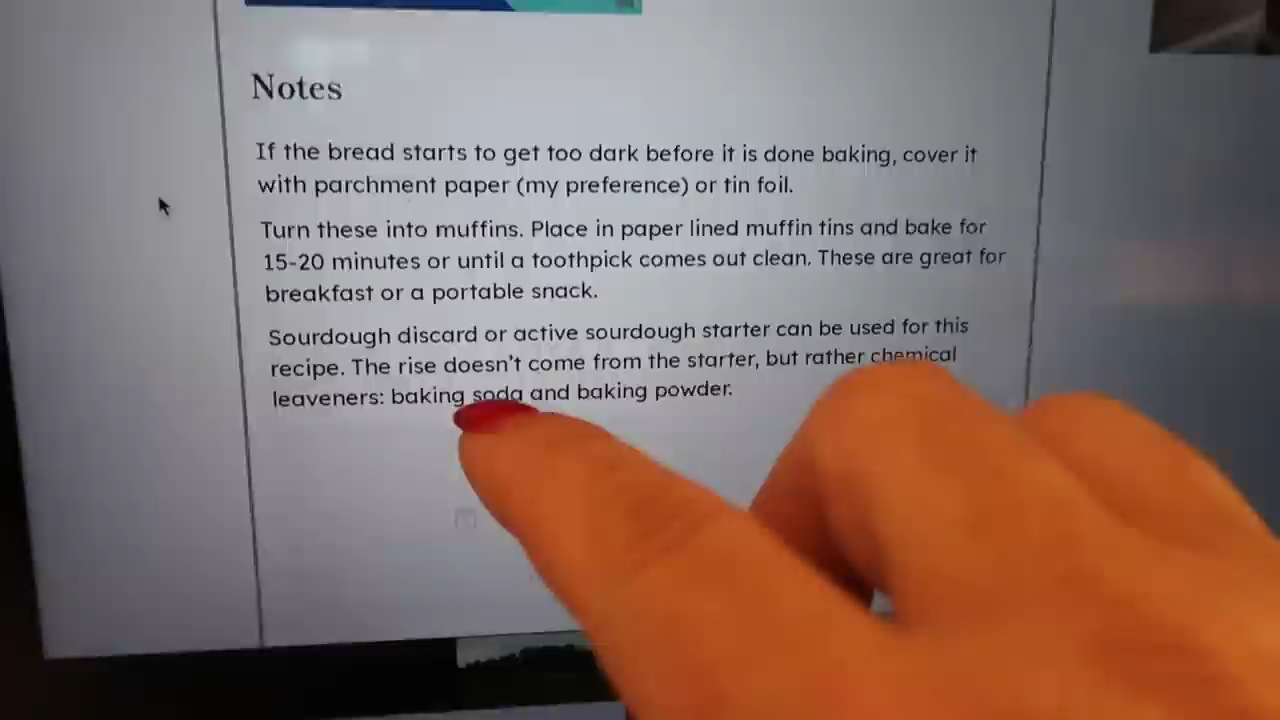 Notes
If the bread starts to get too dark before it is done baking, cover it
with parchment paper (my preference) or tin foil.
Turn these into muffins. Place in paper lined muffin tins and bake for
15-20 minutes or until a toothpick comes out clean. These are great for
breakfast or a portable snack.
Sourdough discard or active sourdough starter can be used for this
recipe. The rise doesn't come from the starter, but rather chemical
leaveners: baking soda and baking powder.